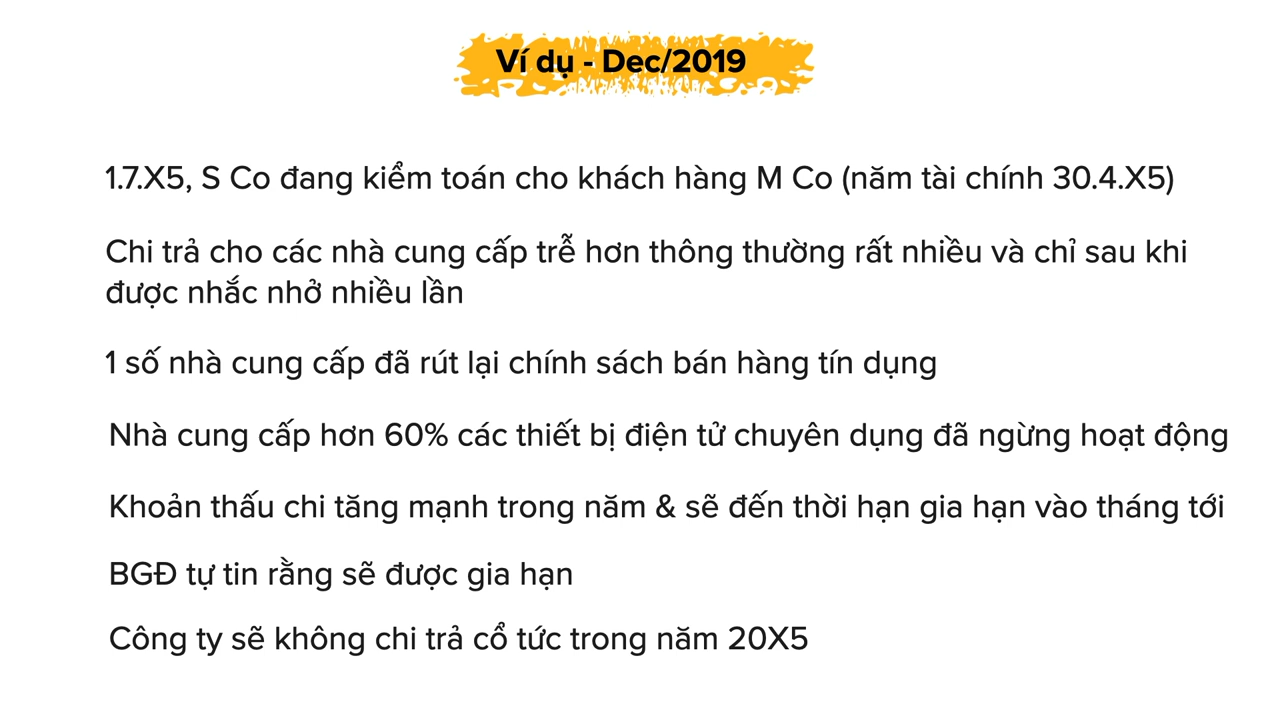 Ví dụ - Dec/2019
1.7.X5, S Co đang kiểm toán cho khách hàng M Co (năm tài chính 30.4.X5)
Chi trả cho các nhà cung cấp trễ hơn thông thường rất nhiều và chỉ sau khi
được nhắc nhở nhiều lần
1 số nhà cung cấp đã rút lại chính sách bán hàng tín dụng
Nhà cung cấp hơn 60% các thiết bị điện tử chuyên dụng đã ngừng hoạt động
Khoản thấu chi tăng mạnh trong năm & sẽ đến thời hạn gia hạn vào tháng tới
BGĐ tự tin rằng sẽ được gia hạn
Công ty sẽ không chi trả cổ tức trong năm 20X5